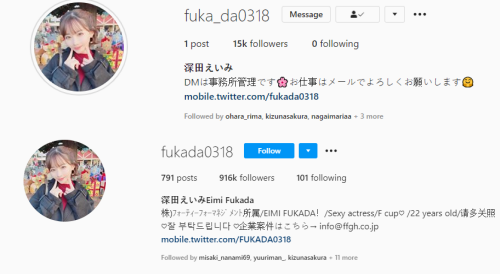 fuka_da0318 Message
1 post 15k followers 0 following
深田えいみ
DMは事務所管理です🌸お仕事はメールでよろしくお願いします🤗
mobile.twitter.com/fukada0318
Followed by ohara_rima, kizunasakura, nagaimariaa + 3 more
fukada0318 Follow
791 posts 916k followers 101 following
深田えいみEimi Fukada
株)ﾌｫｰﾃｨｰﾌｫｰﾏﾈｼﾞﾒﾝﾄ所属/EIMI FUKADA! /Sexy actress/F cup♡ /22 years old/请多关照
♡잘 부탁드립니다 ♡企業案件はこちら→ info@ffgh.co.jp
mobile.twitter.com/FUKADA0318
Followed by misaki_nanami69, yuuriman_, kizunasakura + 11 more